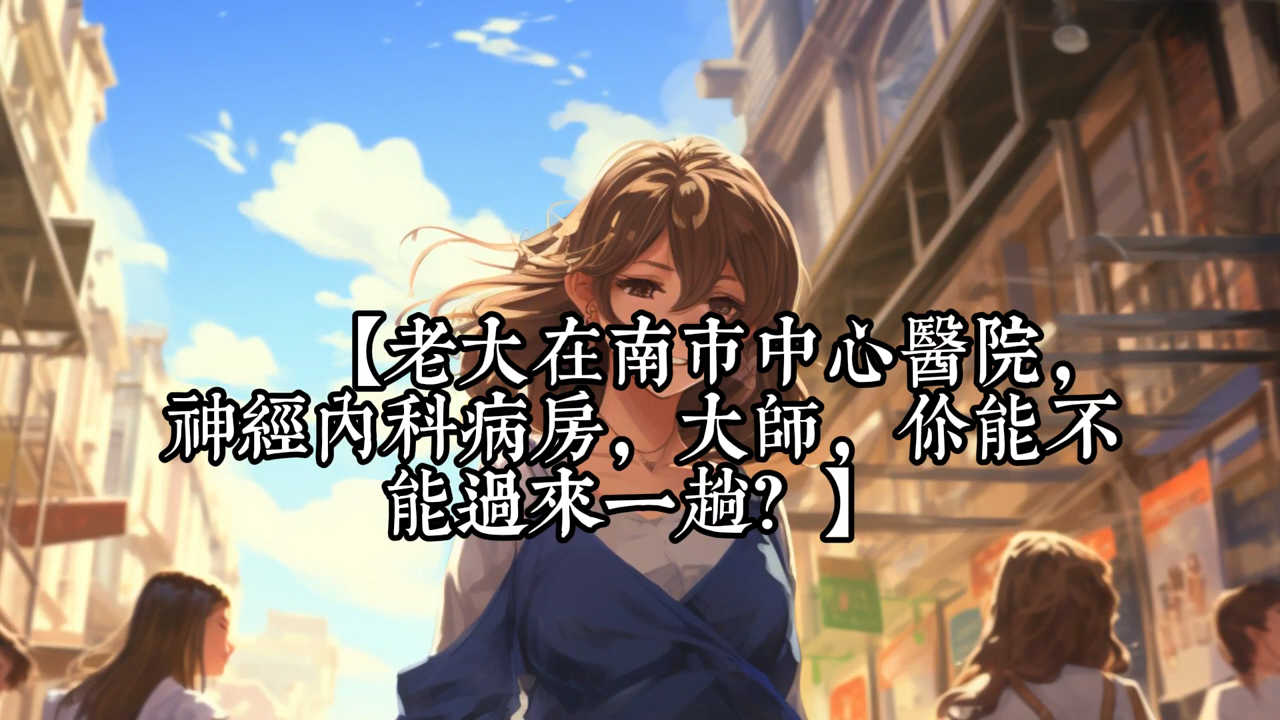 【老大在南市中心醫院，
神經內科病房，大師，你能不
能過來一趟？】